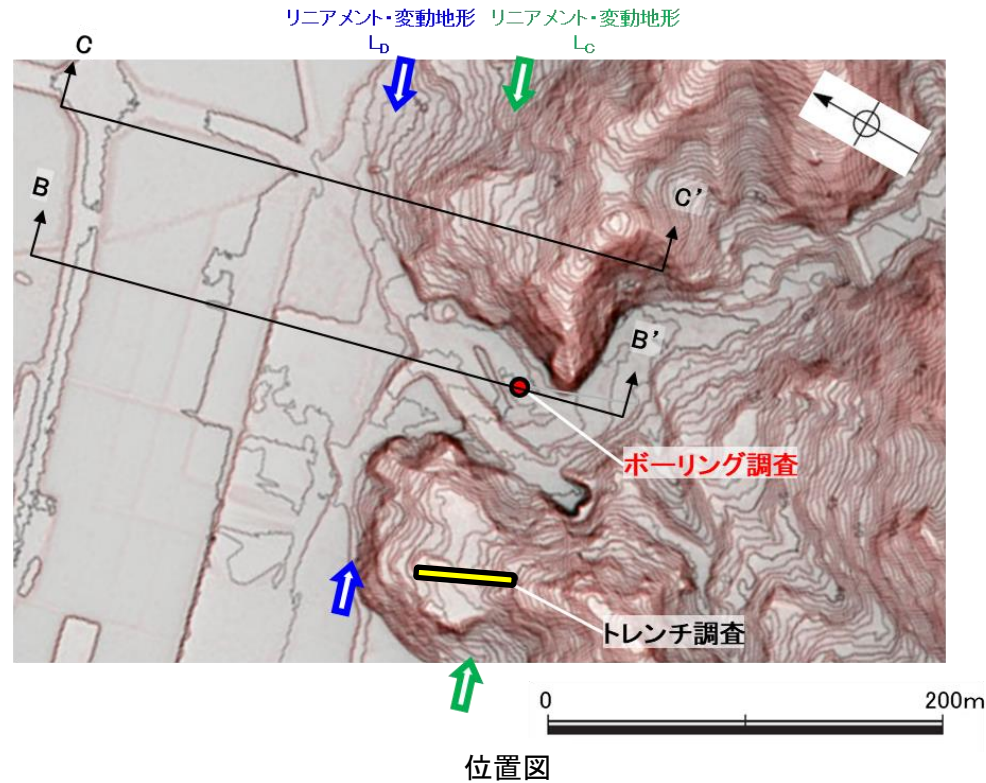 リニアメント・変動地形
L_D
リニアメント・変動地形
L_C
C
B
C’
B’
ボーリング調査
トレンチ調査
0
200m
位置図